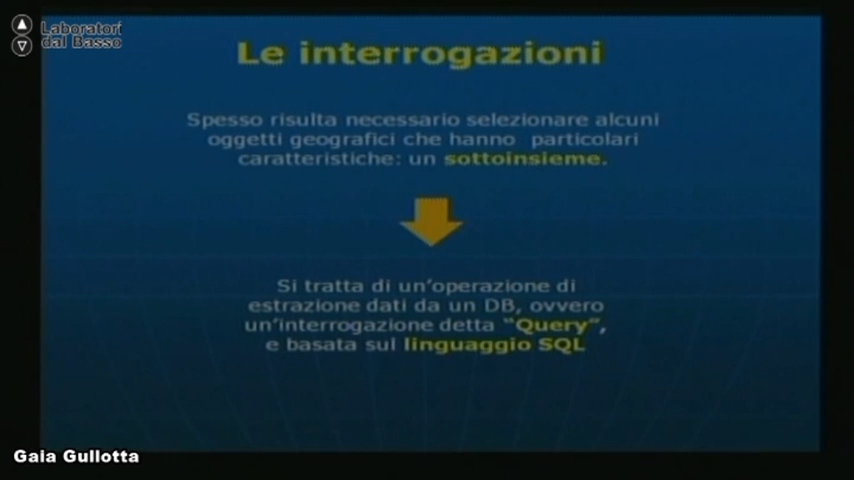 Laboratori
dal Basso
Le interrogazioni
Spesso risulta necessario selezionare alcuni
oggetti geografici che hanno particolari
caratteristiche: un sottoinsieme.
Si tratta di un'operazione di
estrazione dati da un DB, ovvero
un'interrogazione detta "Query",
e basata sul linguaggio SQL
Gaia Gullotta